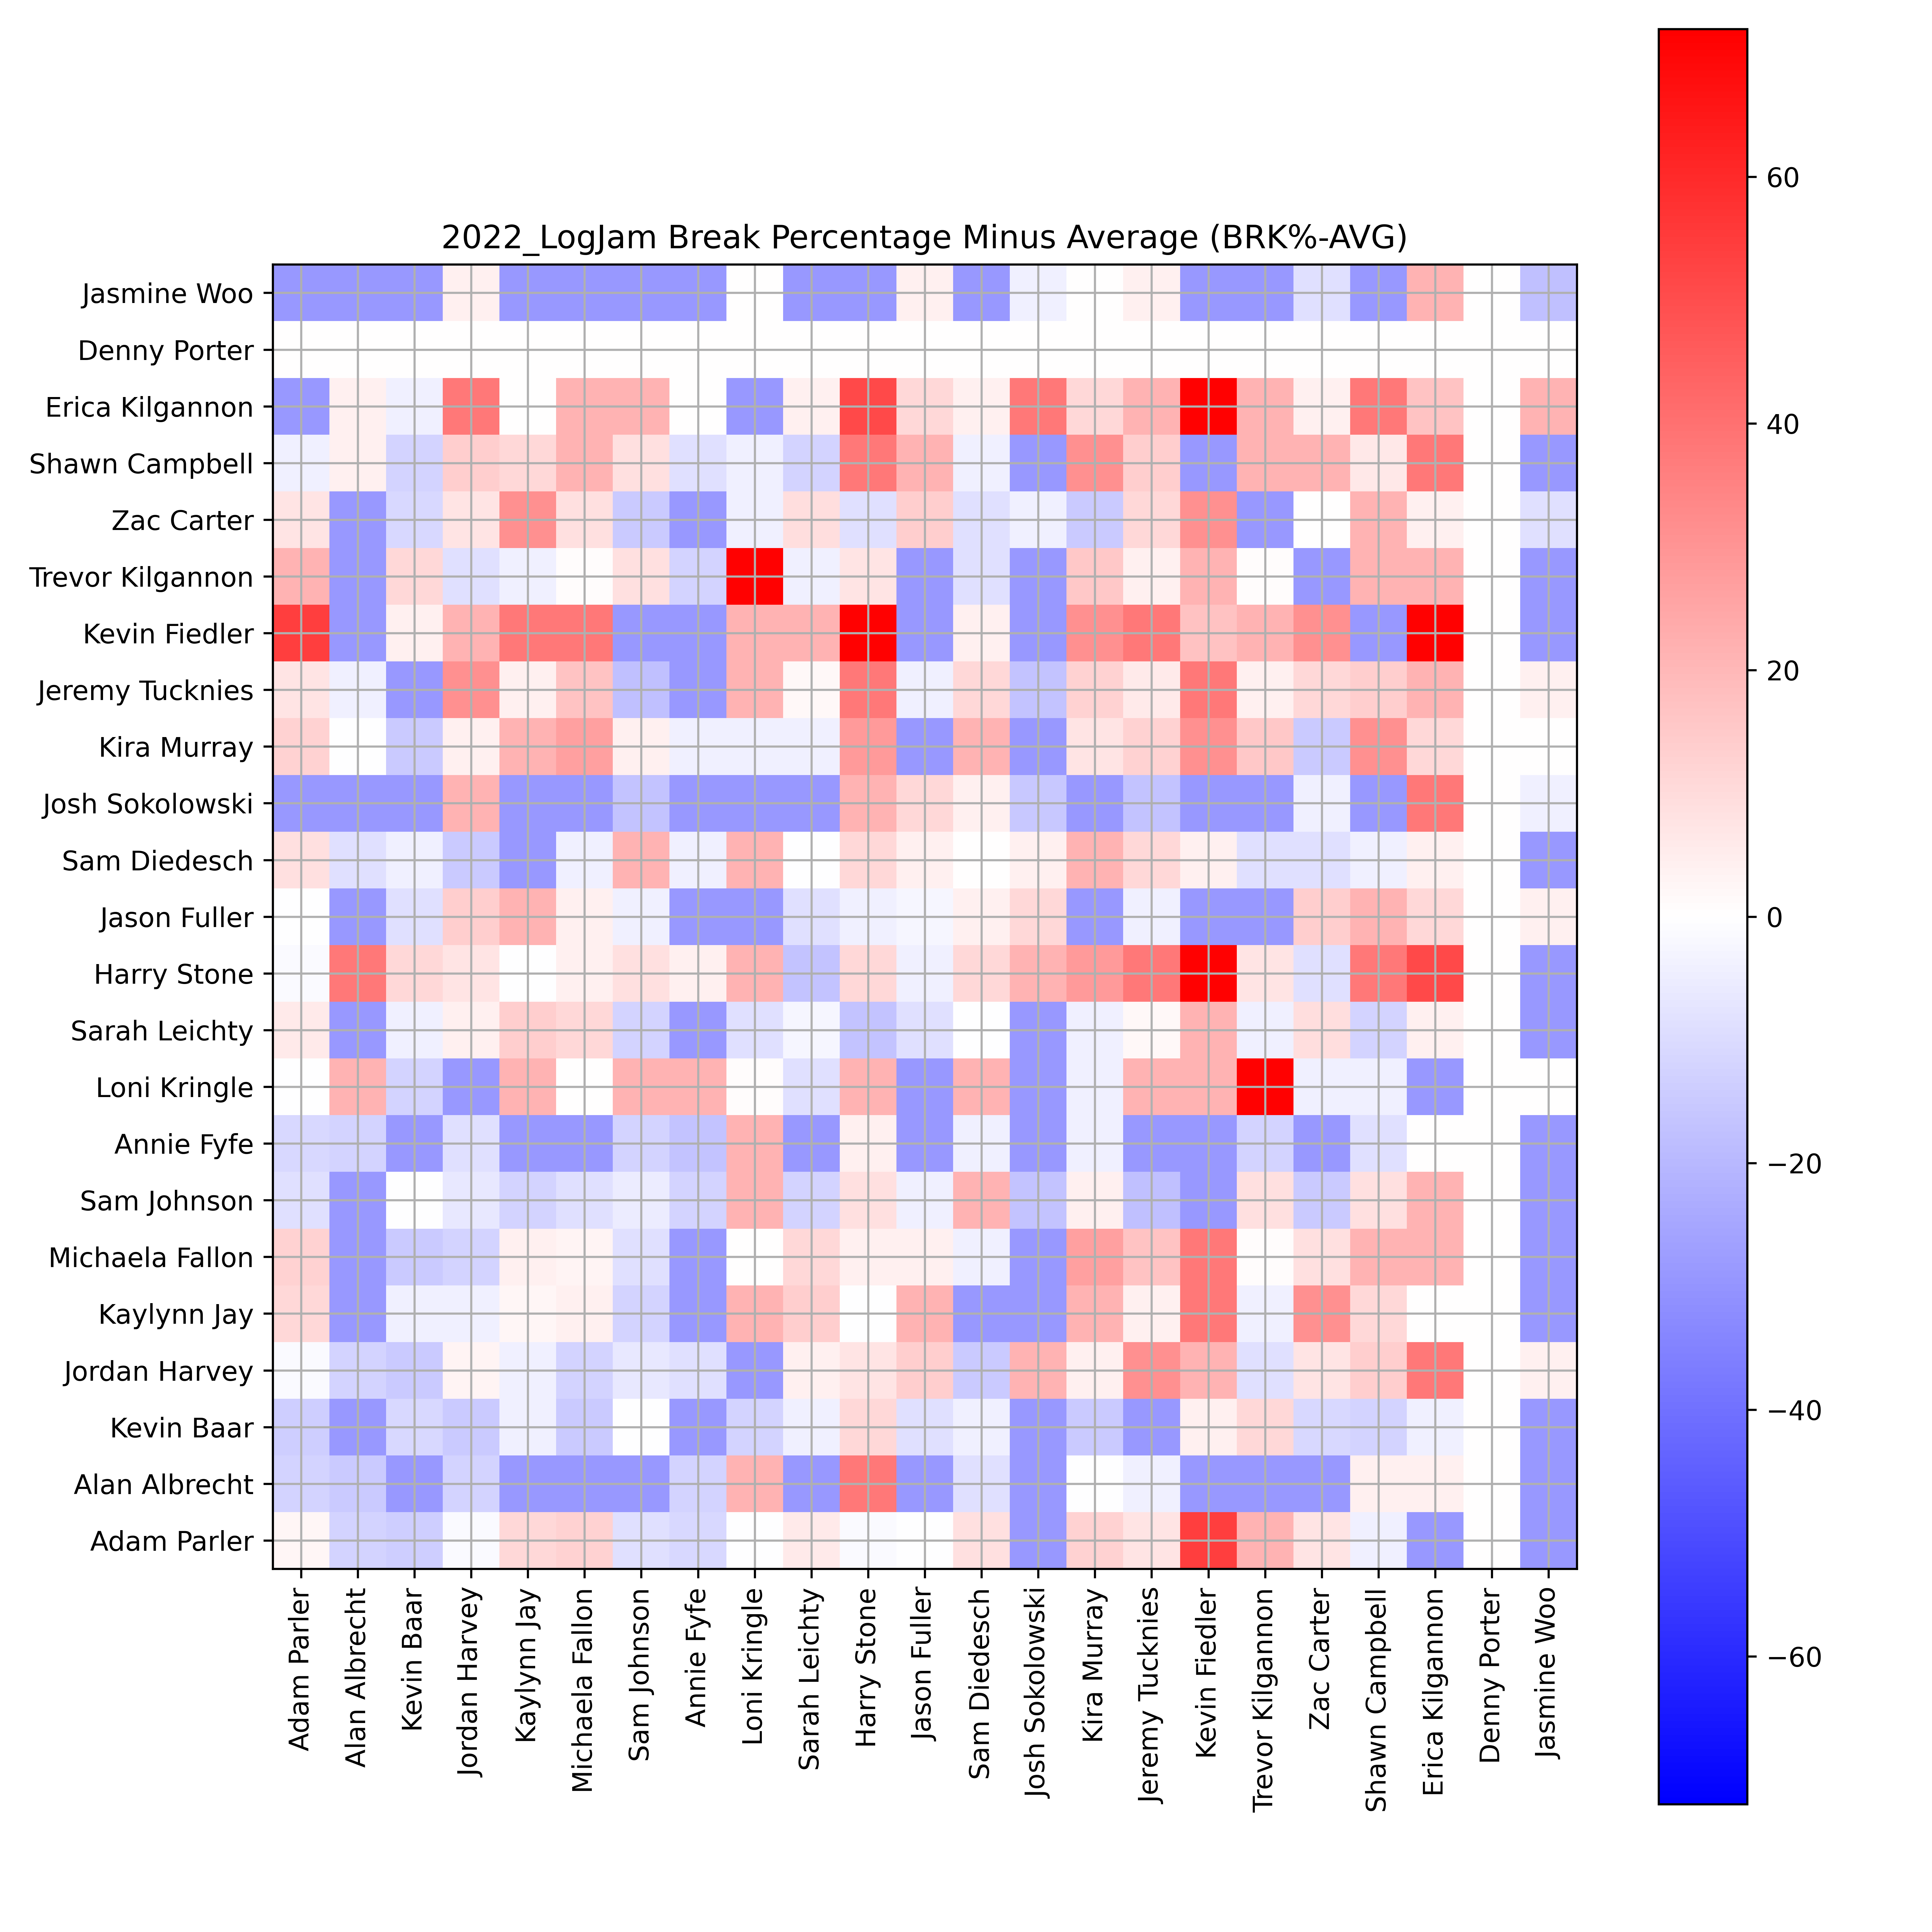 2022_LogJam Break Percentage Minus Average (BRK%-AVG)
Jasmine Woo
Denny Porter
Erica Kilgannon
Shawn Campbell
Zac Carter
Trevor Kilgannon
Kevin Fiedler
Jeremy Tucknies
Kira Murray
Josh Sokolowski
Sam Diedesch
Jason Fuller
Harry Stone
Sarah Leichty
Loni Kringle
Annie Fyfe
Sam Johnson
Michaela Fallon
Kaylynn Jay
Jordan Harvey
Kevin Baar
Alan Albrecht
Adam Parler
Adam Parler
Alan Albrecht
Kevin Baar
Jordan Harvey
Kaylynn Jay
Michaela Fallon
Sam Johnson
Annie Fyfe
Loni Kringle
Sarah Leichty
Harry Stone
Jason Fuller
Sam Diedesch
Josh Sokolowski
Kira Murray
Jeremy Tucknies
Kevin Fiedler
Trevor Kilgannon
Zac Carter
Shawn Campbell
Erica Kilgannon
Denny Porter
Jasmine Woo
60
40
20
0
−20
−40
−60